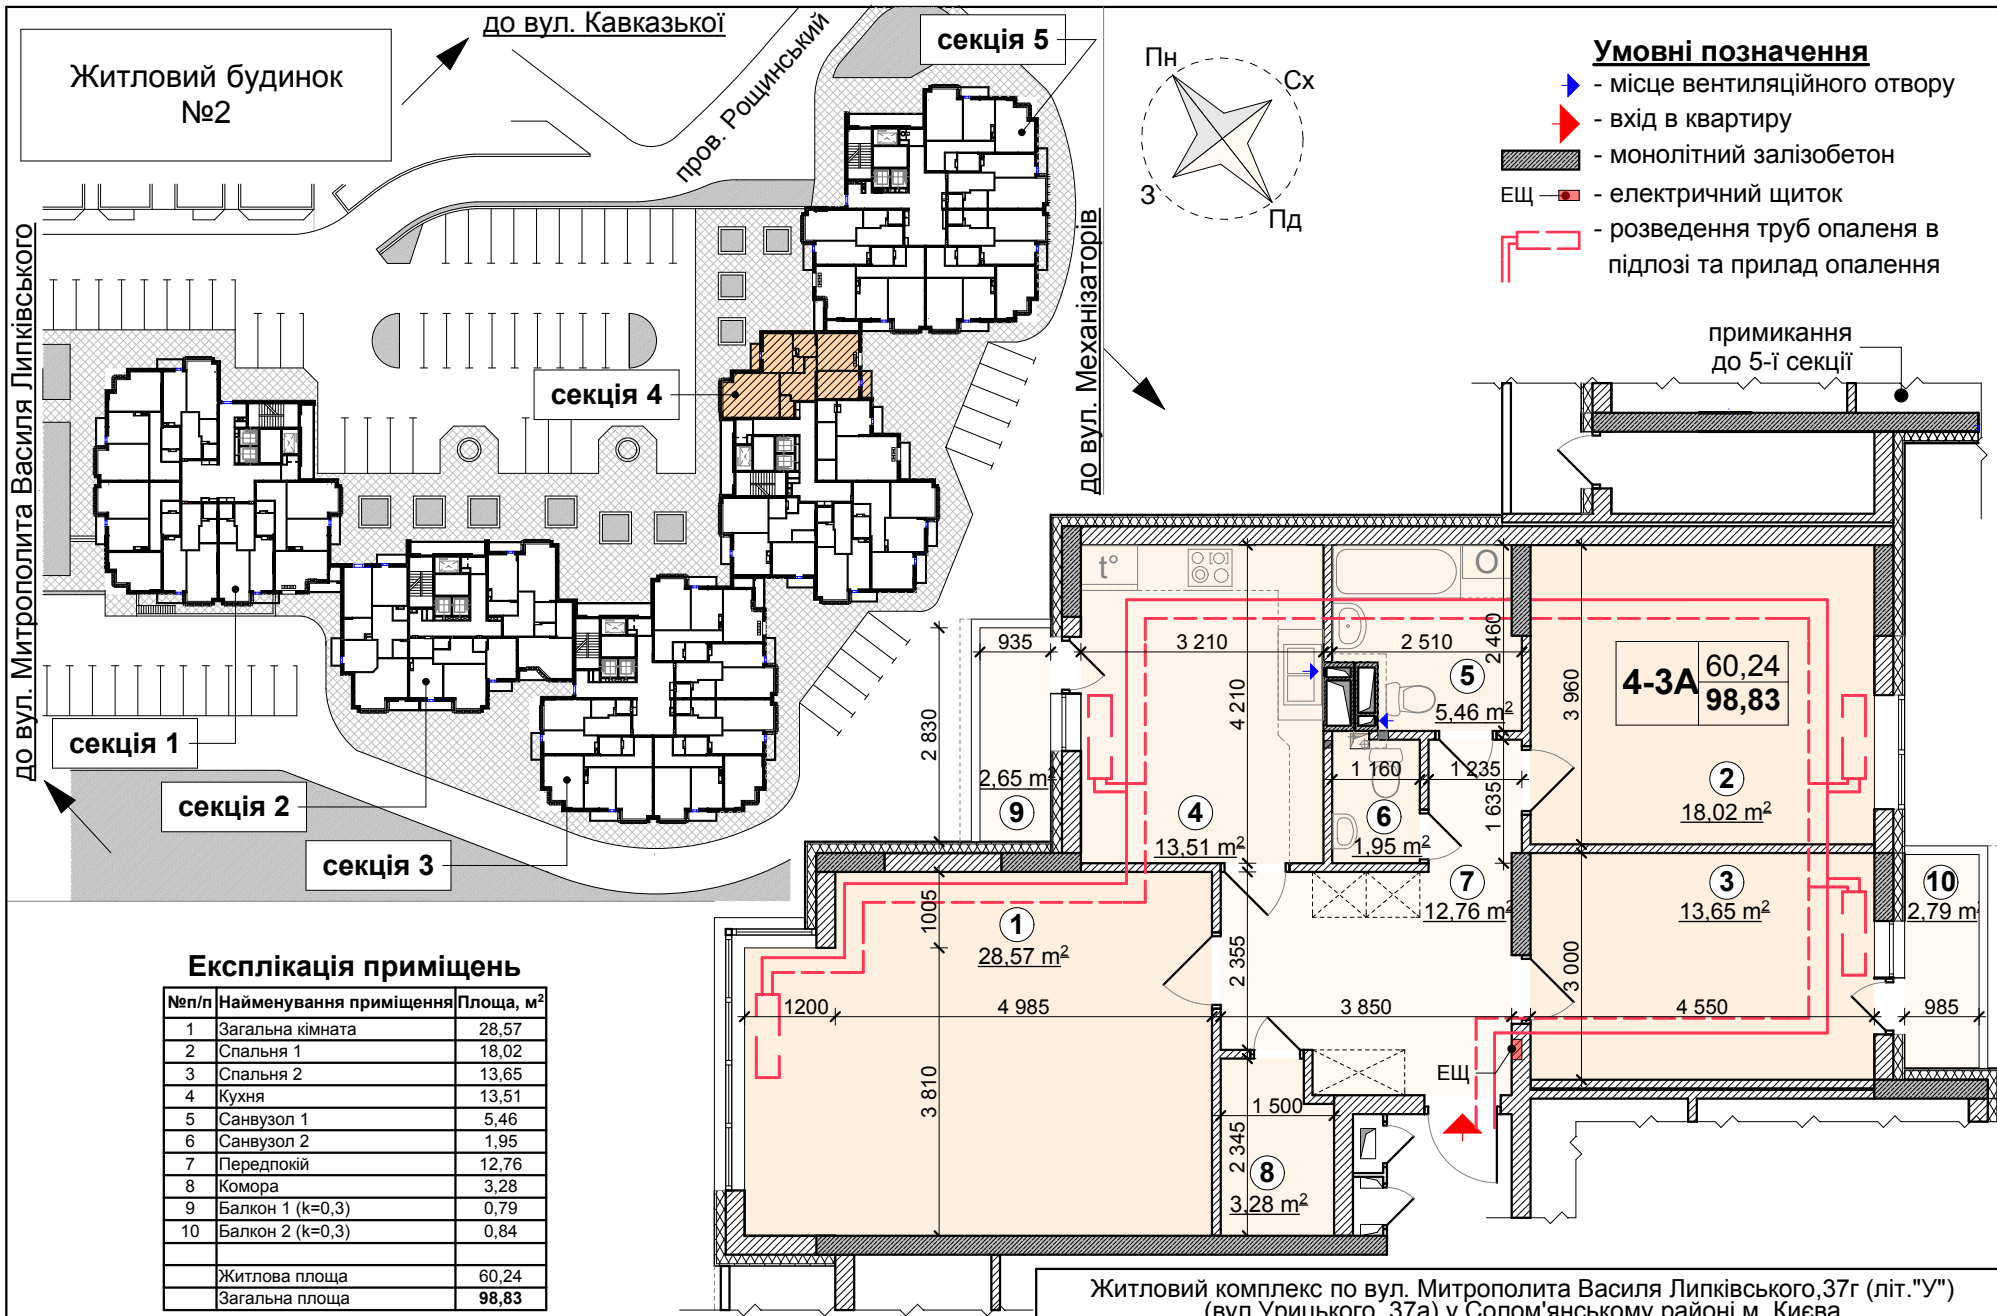 до вул. Кавказької
Житловий будинок
№2
пров. Рощинський
секція 5
Пн
Сх
З
Пд
Умовні позначення
- місце вентиляційного отвору
- вхід в квартиру
- монолітний залізобетон
ЕЩ - електричний щиток
- розведення труб опаленя в
підлозі та прилад опалення
до вул. Митрополита Василя Липківського
до вул. Механізаторів
примикання
до 5-ї секції
секція 4
секція 1
секція 2
секція 3
t°
O
935
3 210
2 510
2 460
4 210
3 960
4-3А
60,24
98,83
5
5,46 m²
2 830
2,65 m²
9
1 160
1 235
1 635
4
13,51 m²
6
1,95 m²
2
18,02 m²
7
12,76 m²
3
13,65 m²
10
2,79 m²
1005
1
28,57 m²
2 355
3 000
1200
4 985
3 850
4 550
985
3 810
ЕЩ
1 500
2 345
8
3,28 m²
Експлікація приміщень
№п/п Найменування приміщення Площа, м²
1 Загальна кімната 28,57
2 Спальня 1 18,02
3 Спальня 2 13,65
4 Кухня 13,51
5 Санвузол 1 5,46
6 Санвузол 2 1,95
7 Передпокій 12,76
8 Комора 3,28
9 Балкон 1 (k=0,3) 0,79
10 Балкон 2 (k=0,3) 0,84
Житлова площа 60,24
Загальна площа 98,83
Житловий комплекс по вул. Митрополита Василя Липківського,37г (літ."У")
(вул.Урицького, 37а) у Солом'янському районі м. Києва